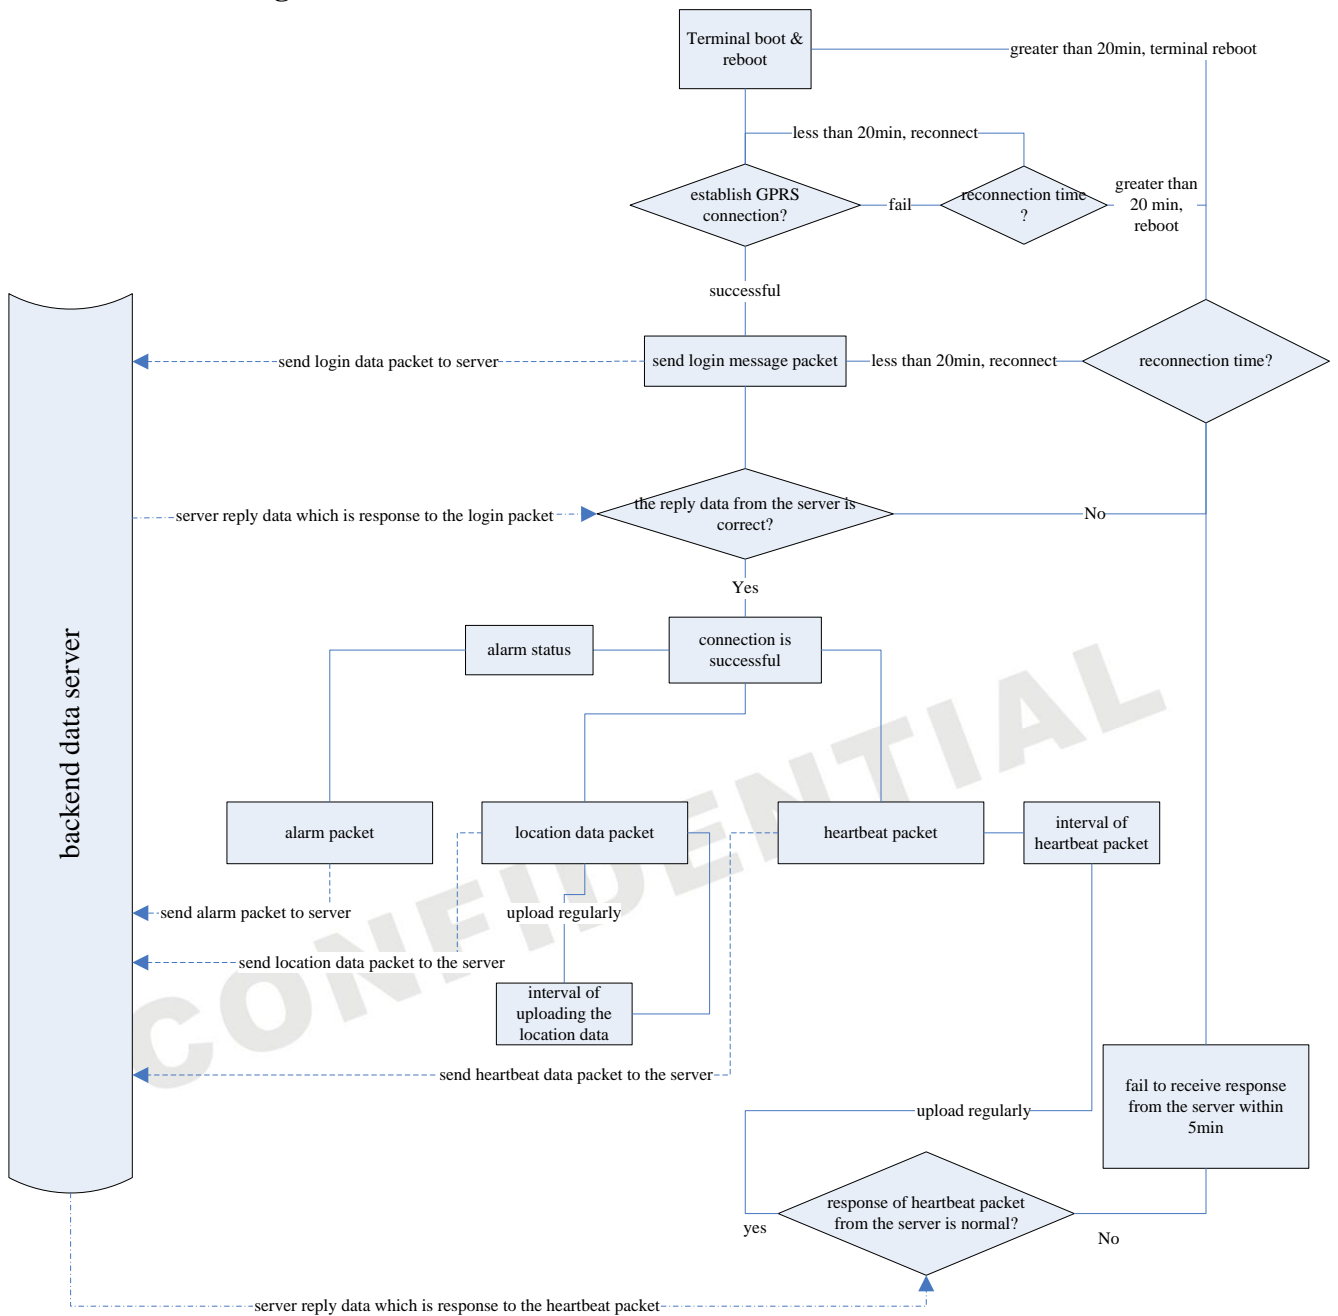 Terminal boot &
reboot
greater than 20min, terminal reboot
less than 20min, reconnect
establish GPRS
connection?
fail
reconnection time
?
greater than
20 min,
reboot
successful
send login data packet to server
send login message packet
less than 20min, reconnect
reconnection time?
server reply data which is response to the login packet
the reply data from the server is
correct?
No
Yes
alarm status
connection is
successful
backend data server
alarm packet
location data packet
heartbeat packet
interval of
heartbeat packet
send alarm packet to server
upload regularly
send location data packet to the server
interval of
uploading the
location data
send heartbeat data packet to the server
fail to receive response
from the server within
5min
upload regularly
response of heartbeat packet
from the server is normal?
yes
No
server reply data which is response to the heartbeat packet
CONFIDENTIAL